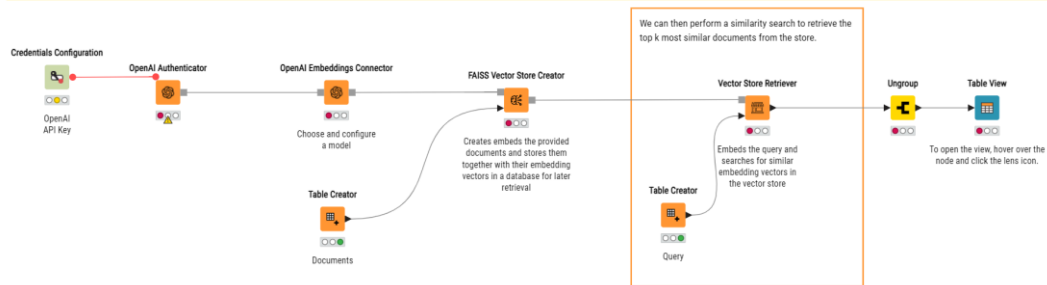 We can then perform a similarity search to retrieve the
top k most similar documents from the store.
Credentials Configuration
OpenAI Authenticator
OpenAI Embeddings Connector
FAISS Vector Store Creator
Vector Store Retriever
Ungroup
Table View
OpenAI
API Key
Choose and configure
a model
Creates embeds the provided
documents and stores them
together with their embedding
vectors in a database for later
retrieval
Embeds the query and
searches for similar
embedding vectors in
the vector store
To open the view, hover over the
node and click the lens icon.
Table Creator
Documents
Table Creator
Query